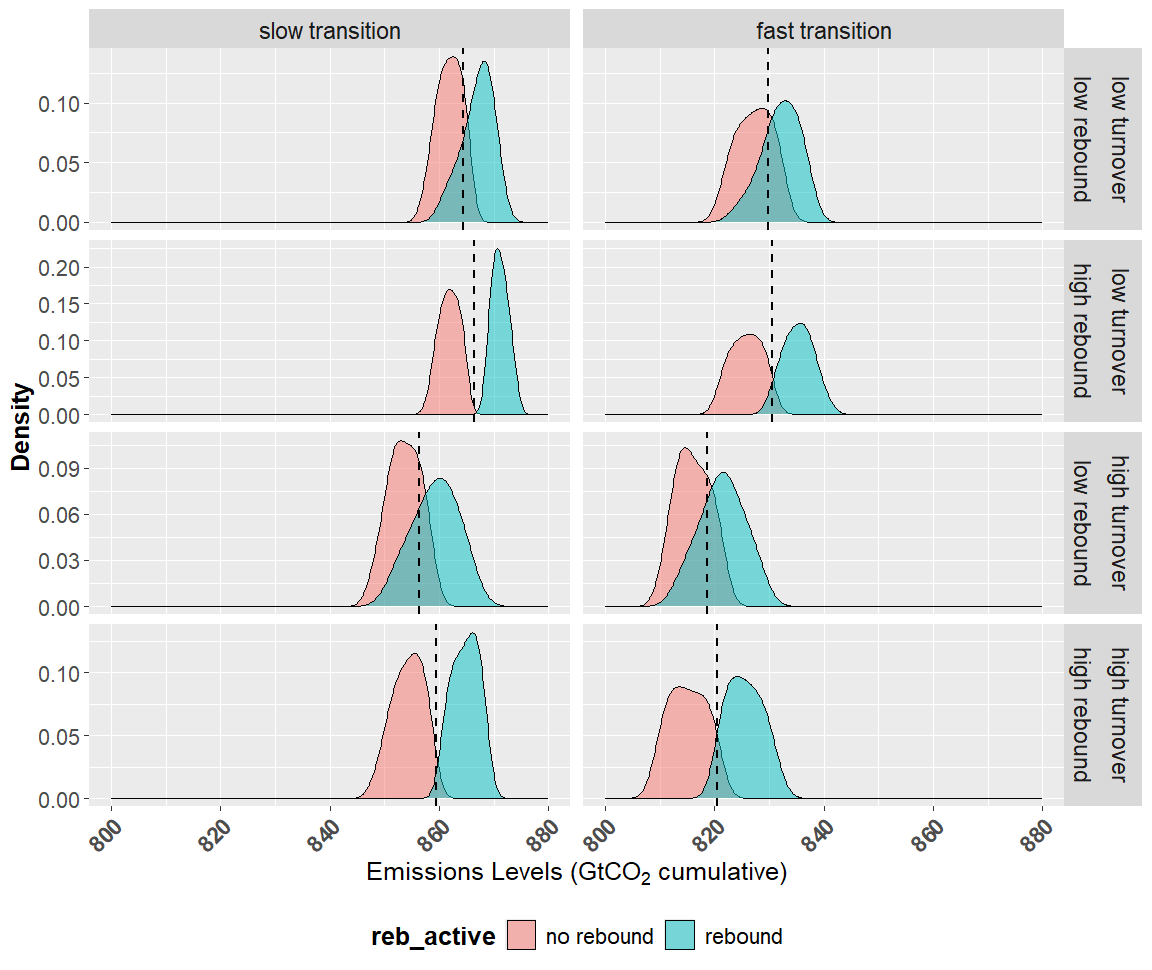 slow transition
fast transition
Density
0.10
0.05
0.00
low turnover
low rebound
0.20
0.15
0.10
0.05
0.00
low turnover
high rebound
0.09
0.06
0.03
0.00
high turnover
low rebound
0.10
0.05
0.00
high turnover
high rebound
800 820 840 860 880
800 820 840 860 880
Emissions Levels (GtCO₂ cumulative)
reb_active no rebound rebound